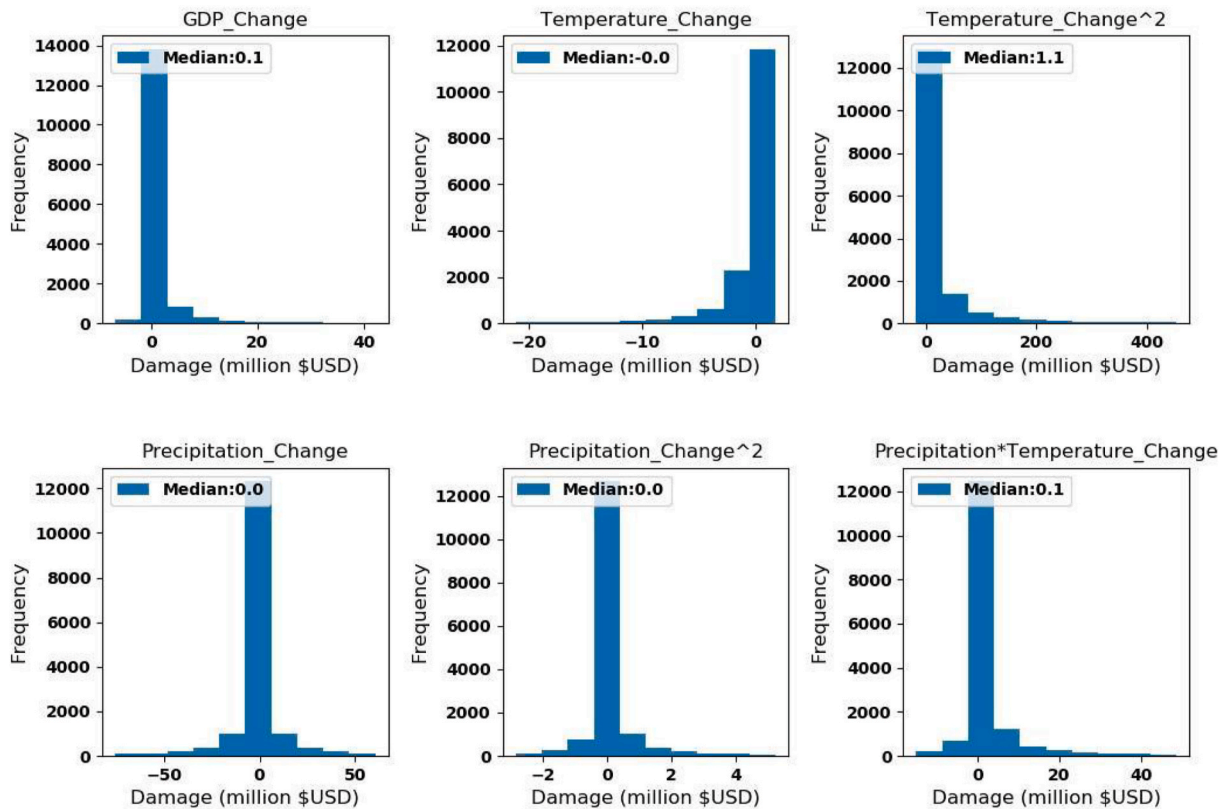 GDP_Change
Median:0.1
14000
12000
10000
8000
6000
4000
2000
0
Frequency
0
20
40
Damage (million $USD)
Temperature_Change
Median:-0.0
12000
10000
8000
6000
4000
2000
0
Frequency
−20
−10
0
Damage (million $USD)
Temperature_Change^2
Median:1.1
12000
10000
8000
6000
4000
2000
0
Frequency
0
200
400
Damage (million $USD)
Precipitation_Change
Median:0.0
12000
10000
8000
6000
4000
2000
0
Frequency
−50
0
50
Damage (million $USD)
Precipitation_Change^2
Median:0.0
12000
10000
8000
6000
4000
2000
0
Frequency
−2
0
2
4
Damage (million $USD)
Precipitation*Temperature_Change
Median:0.1
12000
10000
8000
6000
4000
2000
0
Frequency
0
20
40
Damage (million $USD)